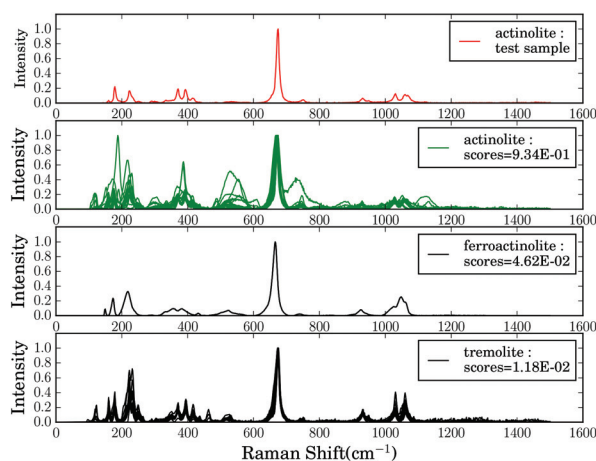 Intensity
1.0
0.8
0.6
0.4
0.2
0.0
actinolite :
test sample
0 200 400 600 800 1000 1200 1400 1600
Intensity
1.0
0.8
0.6
0.4
0.2
0.0
actinolite :
scores=9.34E-01
0 200 400 600 800 1000 1200 1400 1600
Intensity
1.0
0.8
0.6
0.4
0.2
0.0
ferroactinolite :
scores=4.62E-02
0 200 400 600 800 1000 1200 1400 1600
Intensity
1.0
0.8
0.6
0.4
0.2
0.0
tremolite :
scores=1.18E-02
0 200 400 600 800 1000 1200 1400 1600
Raman Shift(cm⁻¹)